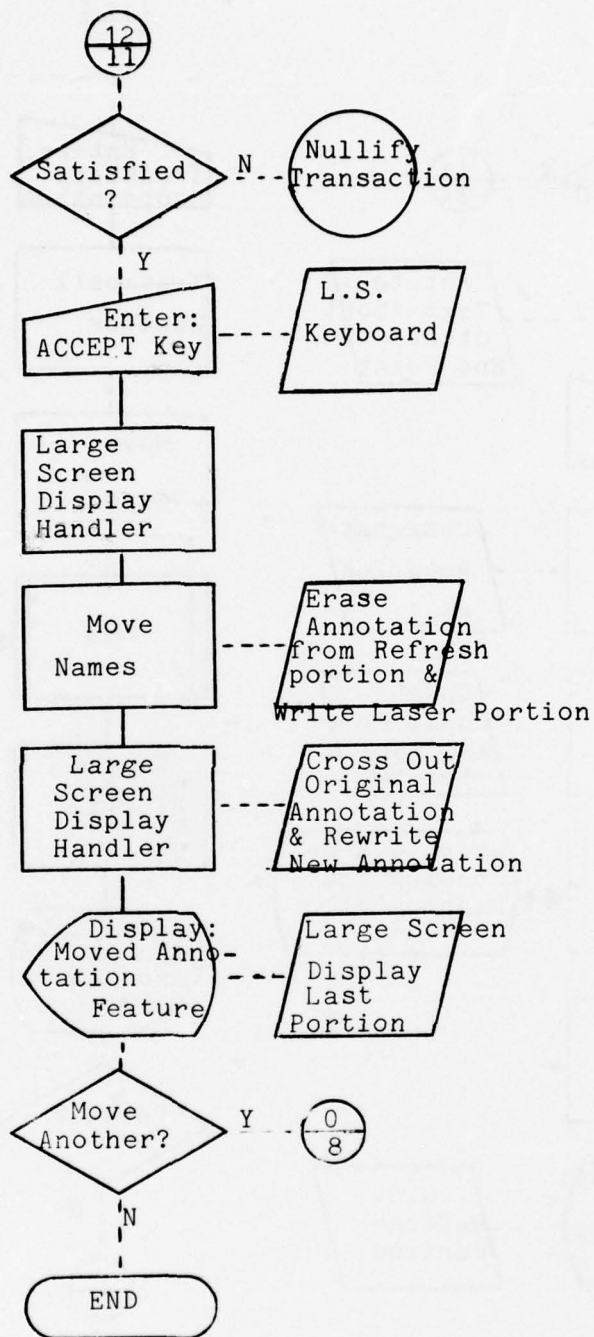 12
11
Satisfied
?
N
Nullify
Transaction
Y
Enter:
ACCEPT Key
L.S.
Keyboard
Large
Screen
Display
Handler
Move
Names
Erase
Annotation
from Refresh
portion &
Write Laser Portion
Large
Screen
Display
Handler
Cross Out
Original
Annotation
& Rewrite
New Annotation
Display:
Moved Anno-
tation
Feature
Large Screen
Display
Last
Portion
Move
Another?
Y
0
8
N
END